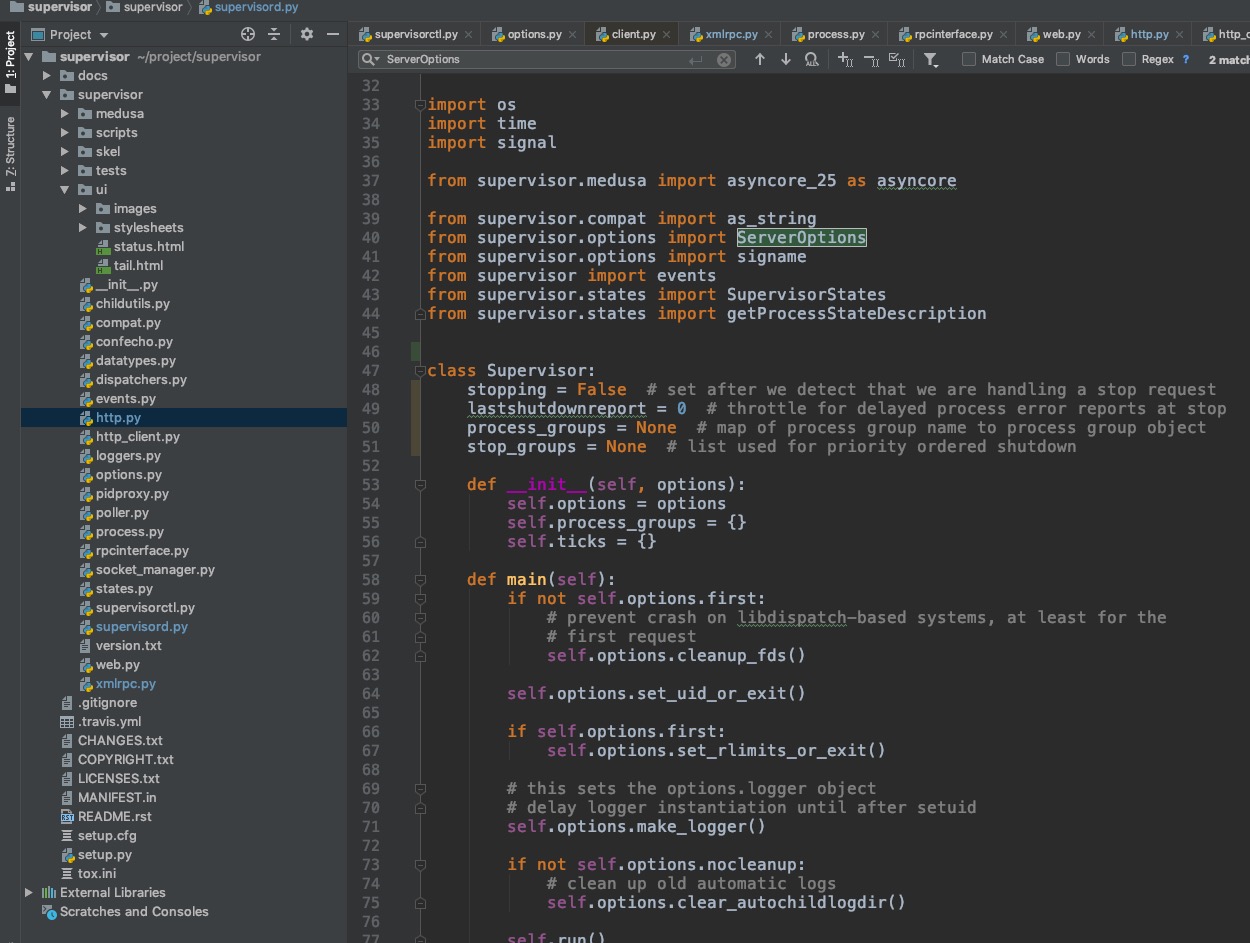 supervisor supervisor supervisord.py
1: Project
Z: Structure
Project
supervisor ~/project/supervisor
docs
supervisor
medusa
scripts
skel
tests
ui
images
stylesheets
status.html
tail.html
__init__.py
childutils.py
compat.py
confecho.py
datatypes.py
dispatchers.py
events.py
http.py
http_client.py
loggers.py
options.py
pidproxy.py
poller.py
process.py
rpcinterface.py
socket_manager.py
states.py
supervisorctl.py
supervisord.py
version.txt
web.py
xmlrpc.py
.gitignore
.travis.yml
CHANGES.txt
COPYRIGHT.txt
LICENSES.txt
MANIFEST.in
README.rst
setup.cfg
setup.py
tox.ini
External Libraries
Scratches and Consoles
supervisorctl.py options.py client.py xmlrpc.py process.py rpcinterface.py web.py http.py http_c
ServerOptions Match Case Words Regex ? 2 match
32
33 import os
34 import time
35 import signal
36
37 from supervisor.medusa import asyncore_25 as asyncore
38
39 from supervisor.compat import as_string
40 from supervisor.options import ServerOptions
41 from supervisor.options import signame
42 from supervisor import events
43 from supervisor.states import SupervisorStates
44 from supervisor.states import getProcessStateDescription
45
46
47 class Supervisor:
48 stopping = False # set after we detect that we are handling a stop request
49 lastshutdownreport = 0 # throttle for delayed process error reports at stop
50 process_groups = None # map of process group name to process group object
51 stop_groups = None # list used for priority ordered shutdown
52
53 def __init__(self, options):
54 self.options = options
55 self.process_groups = {}
56 self.ticks = {}
57
58 def main(self):
59 if not self.options.first:
60 # prevent crash on libdispatch-based systems, at least for the
61 # first request
62 self.options.cleanup_fds()
63
64 self.options.set_uid_or_exit()
65
66 if self.options.first:
67 self.options.set_rlimits_or_exit()
68
69 # this sets the options.logger object
70 # delay logger instantiation until after setuid
71 self.options.make_logger()
72
73 if not self.options.nocleanup:
74 # clean up old automatic logs
75 self.options.clear_autochildlogdir()
76
77 self.run()